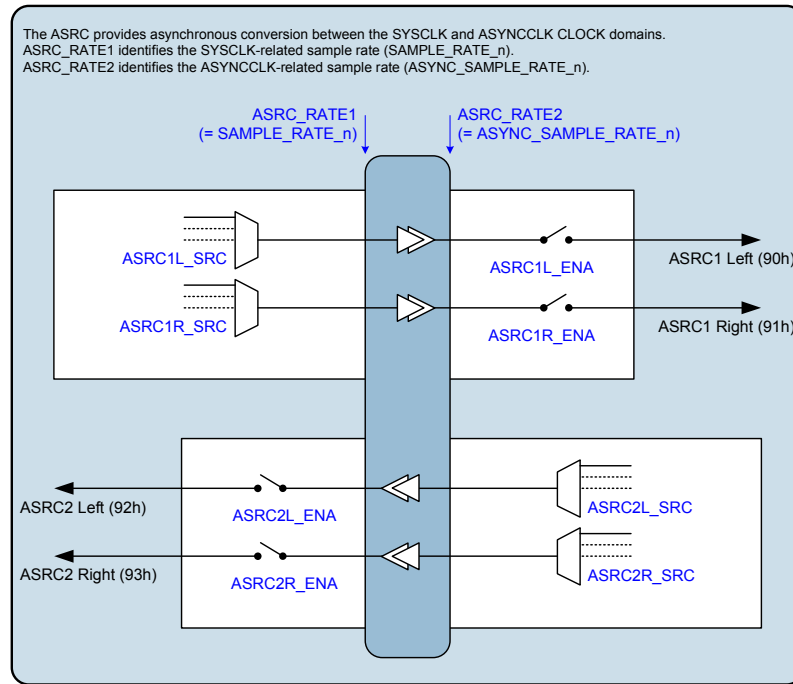 The ASRC provides asynchronous conversion between the SYSCLK and ASYNCCLK CLOCK domains.
ASRC_RATE1 identifies the SYSCLK-related sample rate (SAMPLE_RATE_n).
ASRC_RATE2 identifies the ASYNCCLK-related sample rate (ASYNC_SAMPLE_RATE_n).
ASRC_RATE1
(= SAMPLE_RATE_n)
ASRC_RATE2
(= ASYNC_SAMPLE_RATE_n)
ASRC1L_SRC
ASRC1L_ENA
ASRC1 Left (90h)
ASRC1R_SRC
ASRC1R_ENA
ASRC1 Right (91h)
ASRC2 Left (92h)
ASRC2L_ENA
ASRC2L_SRC
ASRC2 Right (93h)
ASRC2R_ENA
ASRC2R_SRC